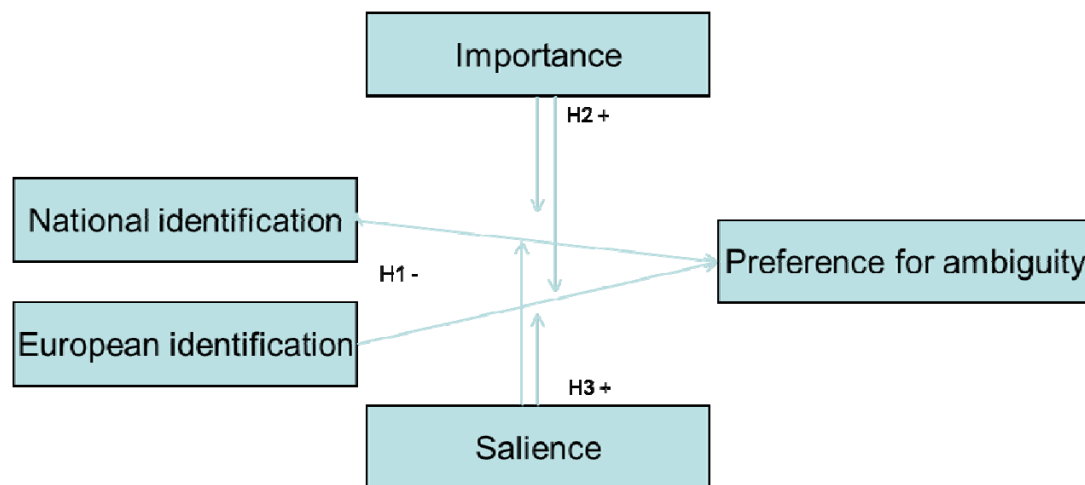 Importance
H2 +
National identification
Preference for ambiguity
H1 -
European identification
H3 +
Salience